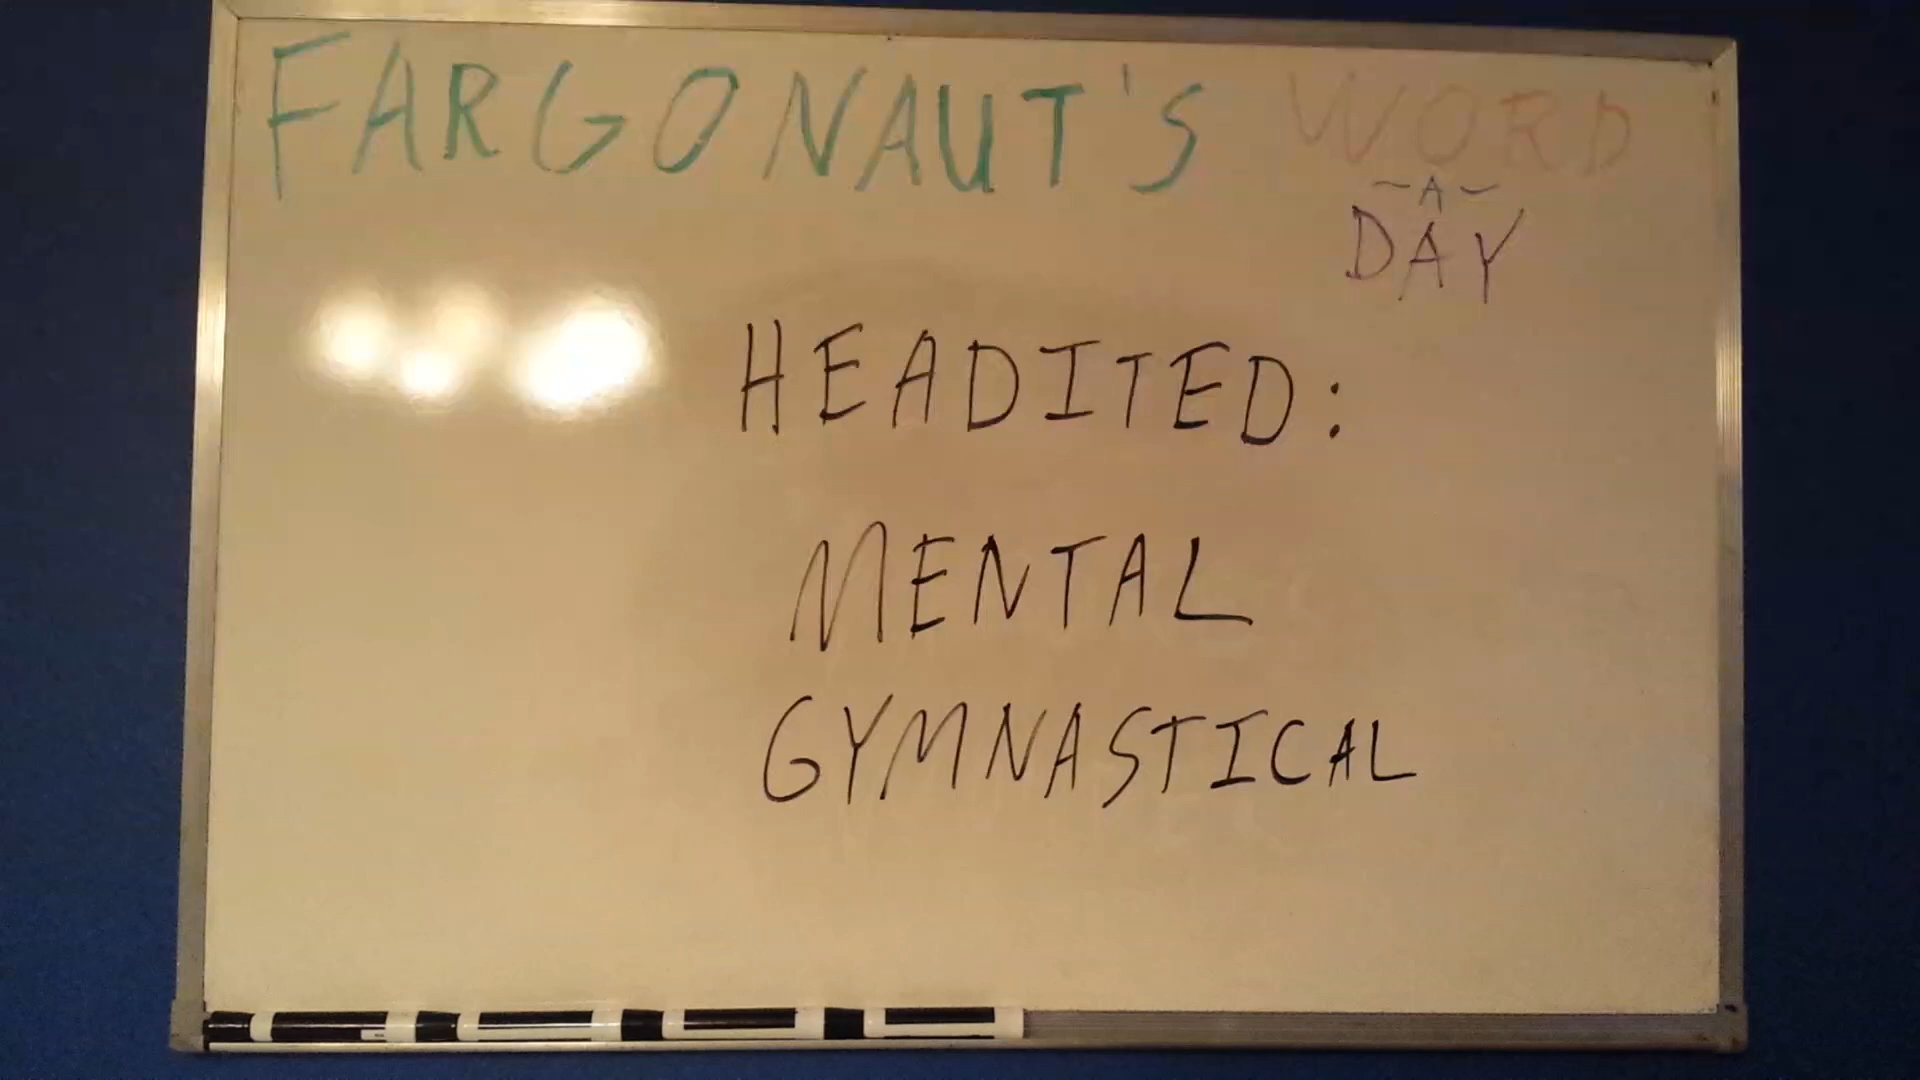 FARGONAUT'S WORD
~A~
DAY
HEADITED:
MENTAL
GYMNASTICAL